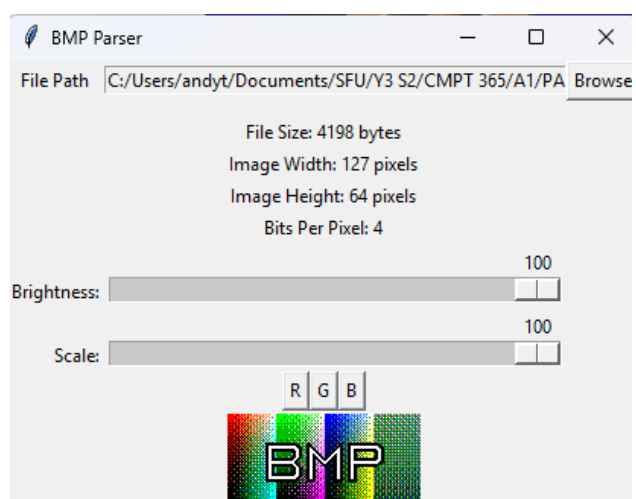 BMP Parser
File Path C:/Users/andyt/Documents/SFU/Y3 S2/CMPT 365/A1/PA Browse
File Size: 4198 bytes
Image Width: 127 pixels
Image Height: 64 pixels
Bits Per Pixel: 4
100
Brightness:
100
Scale:
R G B
BMP